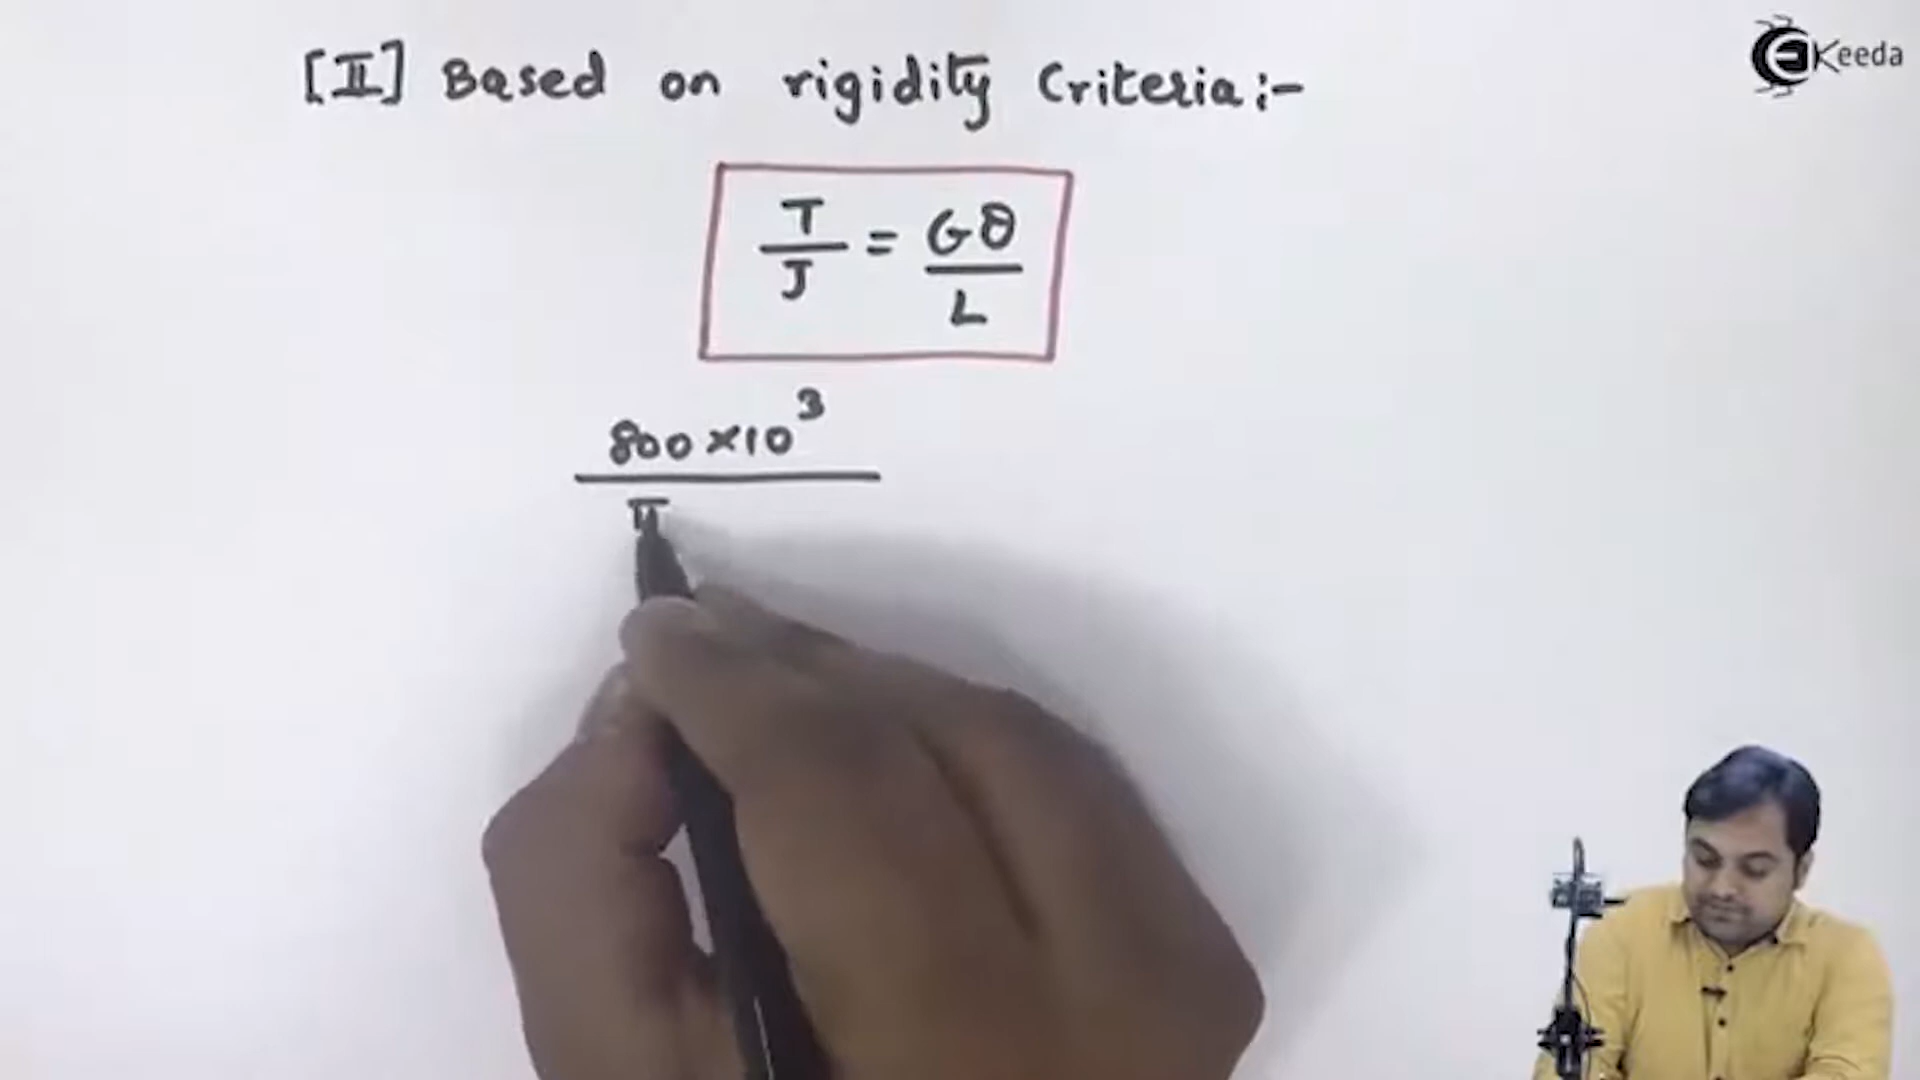 [II] Based on rigidity Criteria:-
EKeeda
T/J = Gθ/L
800×10³
π